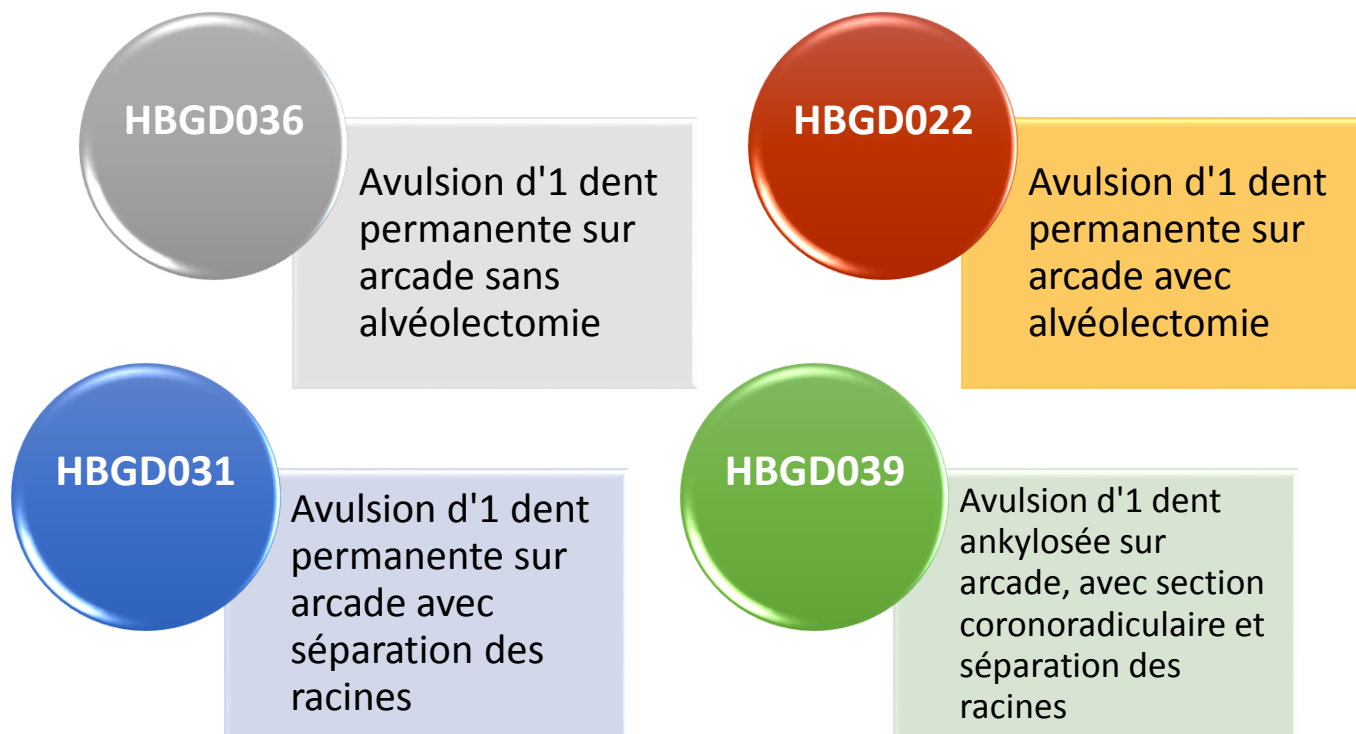 HBGD036
Avulsion d'1 dent
permanente sur
arcade sans
alvéolectomie
HBGD022
Avulsion d'1 dent
permanente sur
arcade avec
alvéolectomie
HBGD031
Avulsion d'1 dent
permanente sur
arcade avec
séparation des
racines
HBGD039
Avulsion d'1 dent
ankylosée sur
arcade, avec section
coronoradiculaire et
séparation des
racines